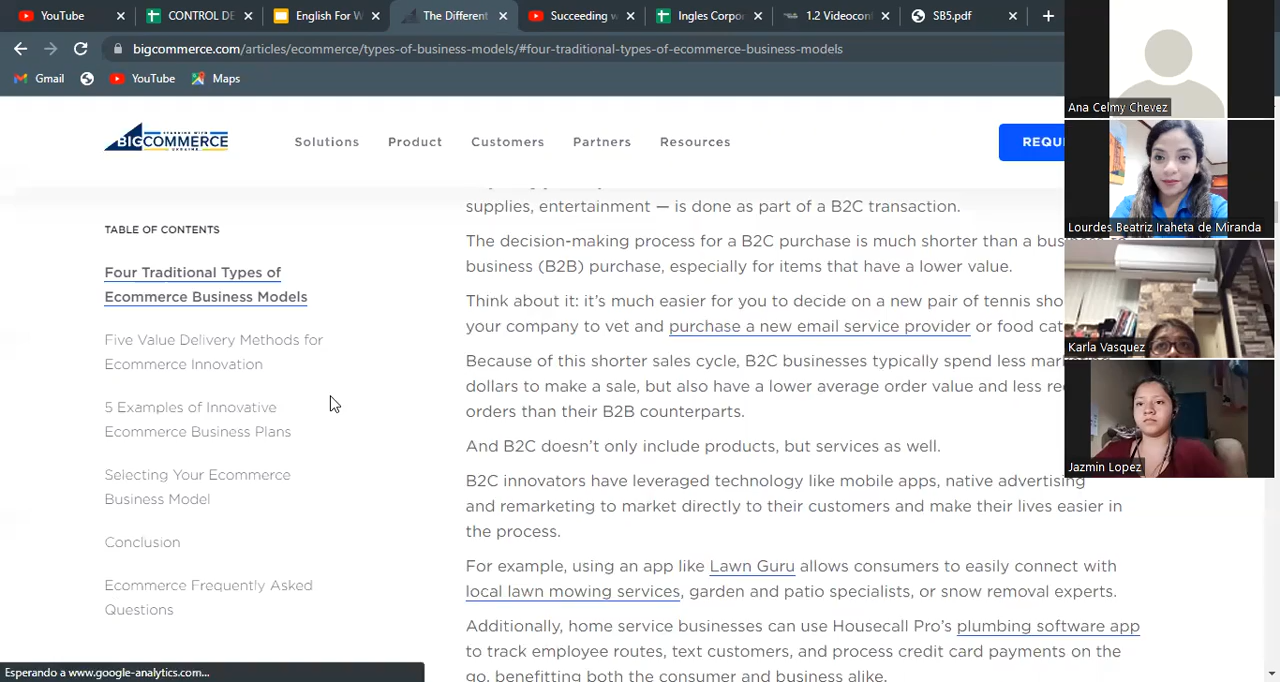 YouTube
CONTROL DE
English For W
The Different
Succeeding w
Ingles Corpo
1.2 Videocon
SB5.pdf
bigcommerce.com/articles/ecommerce/types-of-business-models/#four-traditional-types-of-ecommerce-business-models
Gmail
YouTube
Maps
BIGCOMMERCE
Solutions
Product
Customers
Partners
Resources
REQU
TABLE OF CONTENTS
Four Traditional Types of
Ecommerce Business Models
Five Value Delivery Methods for
Ecommerce Innovation
5 Examples of Innovative
Ecommerce Business Plans
Selecting Your Ecommerce
Business Model
Conclusion
Ecommerce Frequently Asked
Questions
supplies, entertainment — is done as part of a B2C transaction.
The decision-making process for a B2C purchase is much shorter than a
business (B2B) purchase, especially for items that have a lower value.
Think about it: it's much easier for you to decide on a new pair of tennis sho
your company to vet and purchase a new email service provider or food cat
Because of this shorter sales cycle, B2C businesses typically spend less mar
dollars to make a sale, but also have a lower average order value and less re
orders than their B2B counterparts.
And B2C doesn't only include products, but services as well.
B2C innovators have leveraged technology like mobile apps, native advertising
and remarketing to market directly to their customers and make their lives easier in
the process.
For example, using an app like Lawn Guru allows consumers to easily connect with
local lawn mowing services, garden and patio specialists, or snow removal experts.
Additionally, home service businesses can use Housecall Pro's plumbing software app
to track employee routes, text customers, and process credit card payments on the
go, benefitting both the consumer and business alike.
Esperando a www.google-analytics.com...
Ana Celmy Chevez
Lourdes Beatriz Iraheta de Miranda
Karla Vasquez
Jazmin Lopez